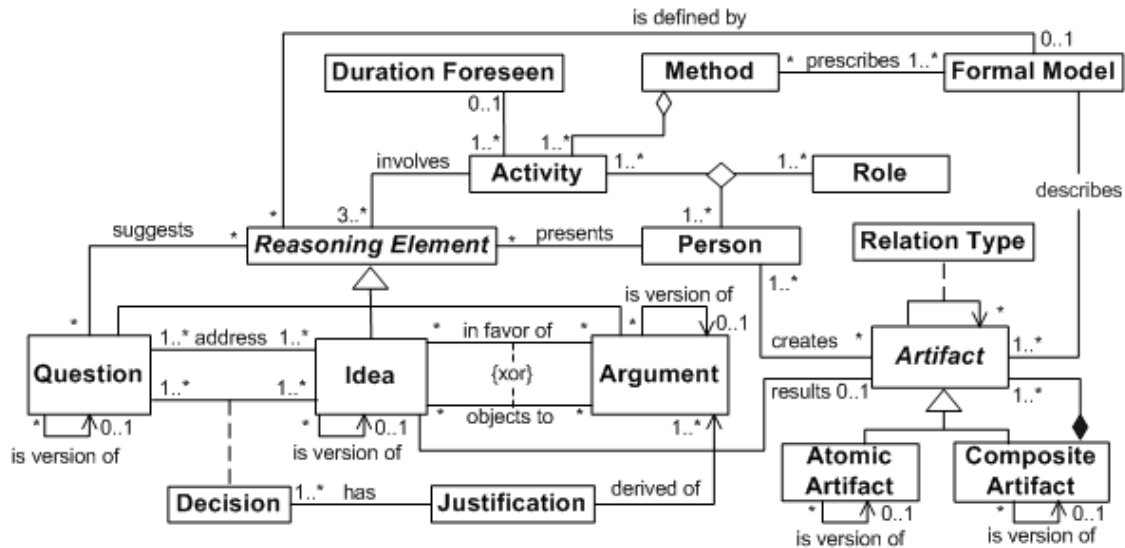 is defined by
0..1
Duration Foreseen
Method
* prescribes 1..*
Formal Model
0..1
1..*
1..*
involves
Activity
1..*
1..*
Role
describes
3..*
1..*
*
suggests
*
Reasoning Element
* presents
Person
Relation Type
1..*
is version of
*
*
*
0..1
*
1..* address 1..*
* in favor of *
creates *
Artifact
1..*
Question
Idea
{xor}
Argument
results 0..1
1..*
1..*
1..*
* objects to *
* 0..1
* 0..1
1..*
is version of
is version of
Atomic
Artifact
Composite
Artifact
Decision
1..* has
Justification
derived of
* 0..1
* 0..1
is version of
is version of